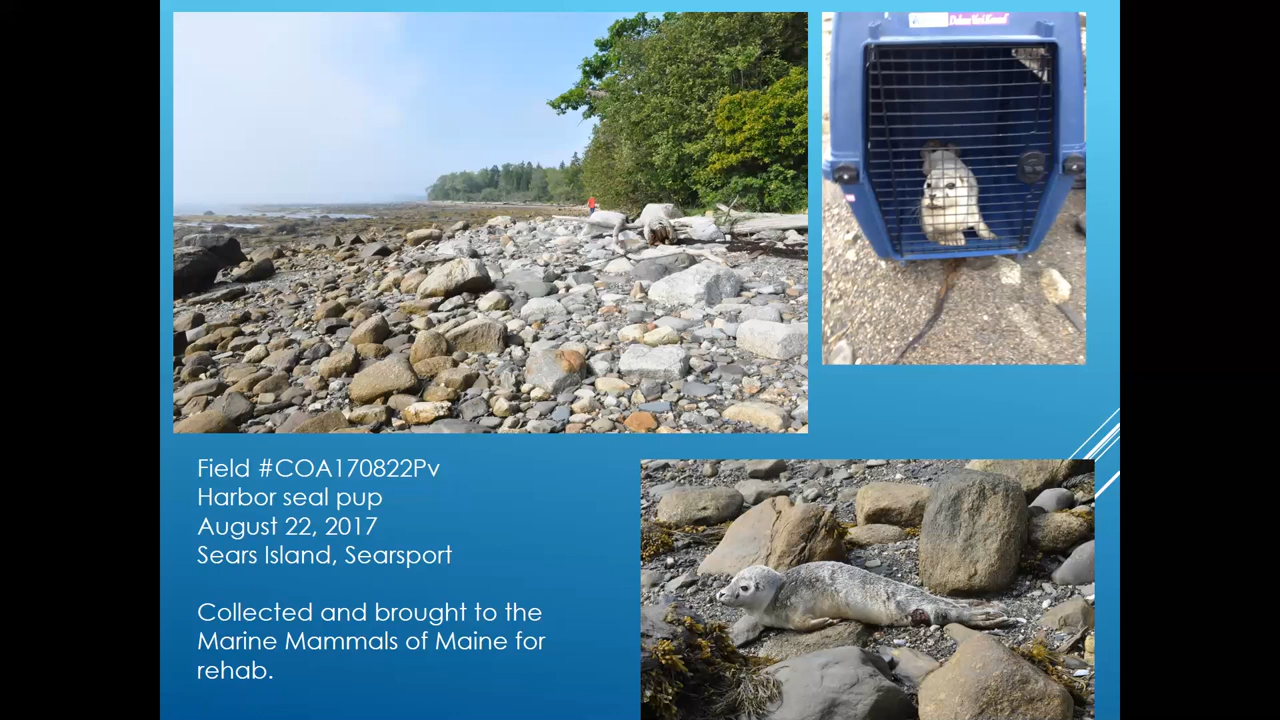 Field #COA170822Pv
Harbor seal pup
August 22, 2017
Sears Island, Searsport
Collected and brought to the
Marine Mammals of Maine for
rehab.